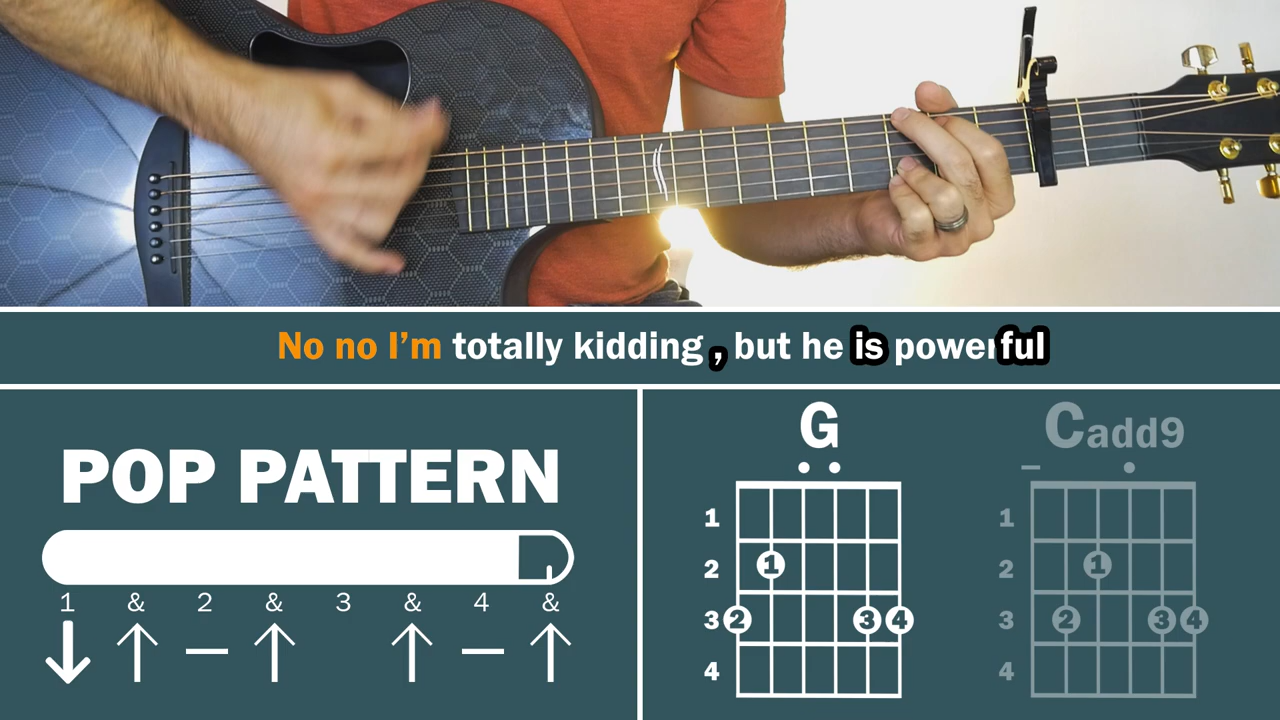 No no I’m totally kidding , but he is powerful
POP PATTERN
1 & 2 & 3 & 4 &
G
1
2
3
4
1
2
3 4
Cadd9
1
2
3
4
1
2
3 4